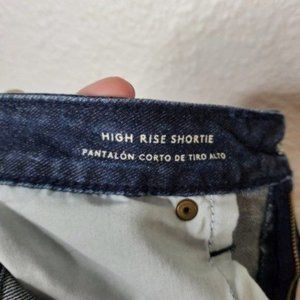 HIGH RISE SHORTIE
PANTALÓN CORTO DE TIRO ALTO